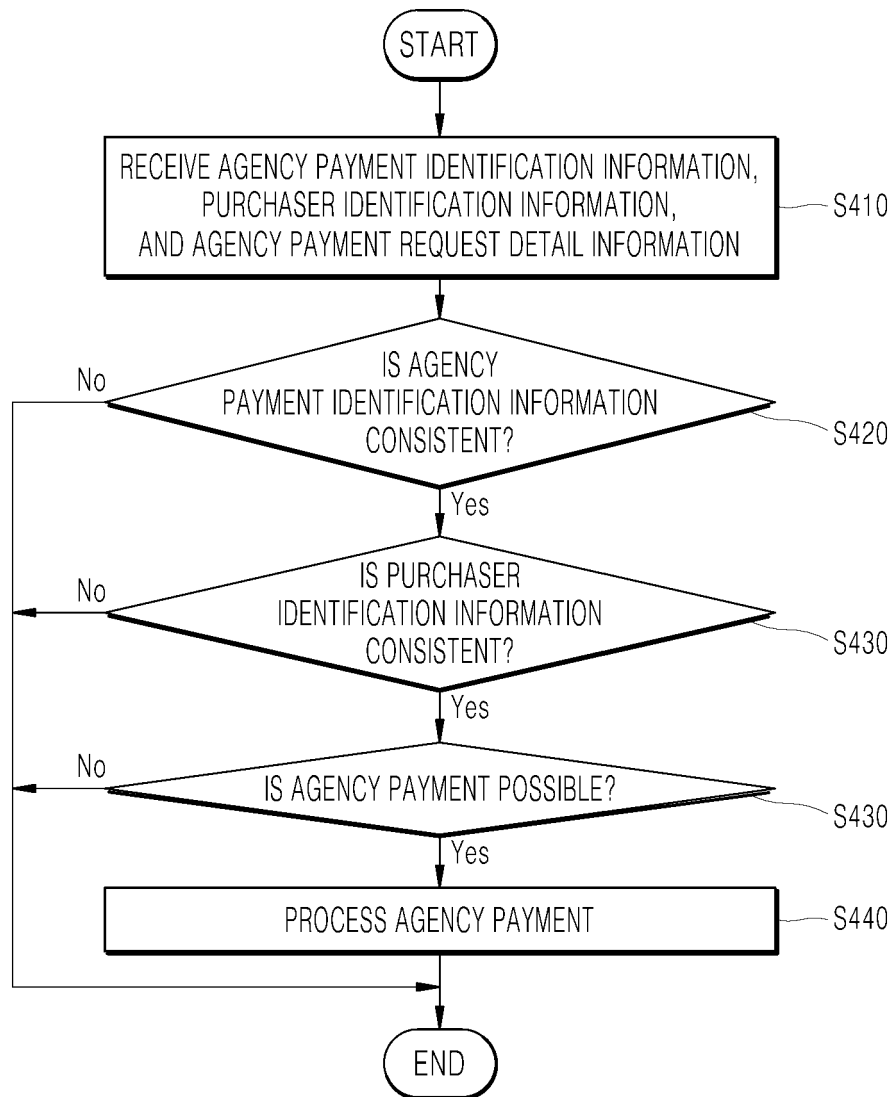 START
RECEIVE AGENCY PAYMENT IDENTIFICATION INFORMATION,
PURCHASER IDENTIFICATION INFORMATION,
AND AGENCY PAYMENT REQUEST DETAIL INFORMATION
S410
IS AGENCY
PAYMENT IDENTIFICATION INFORMATION
CONSISTENT?
No
S420
Yes
IS PURCHASER
IDENTIFICATION INFORMATION
CONSISTENT?
No
S430
Yes
IS AGENCY PAYMENT POSSIBLE?
No
S430
Yes
PROCESS AGENCY PAYMENT
S440
END